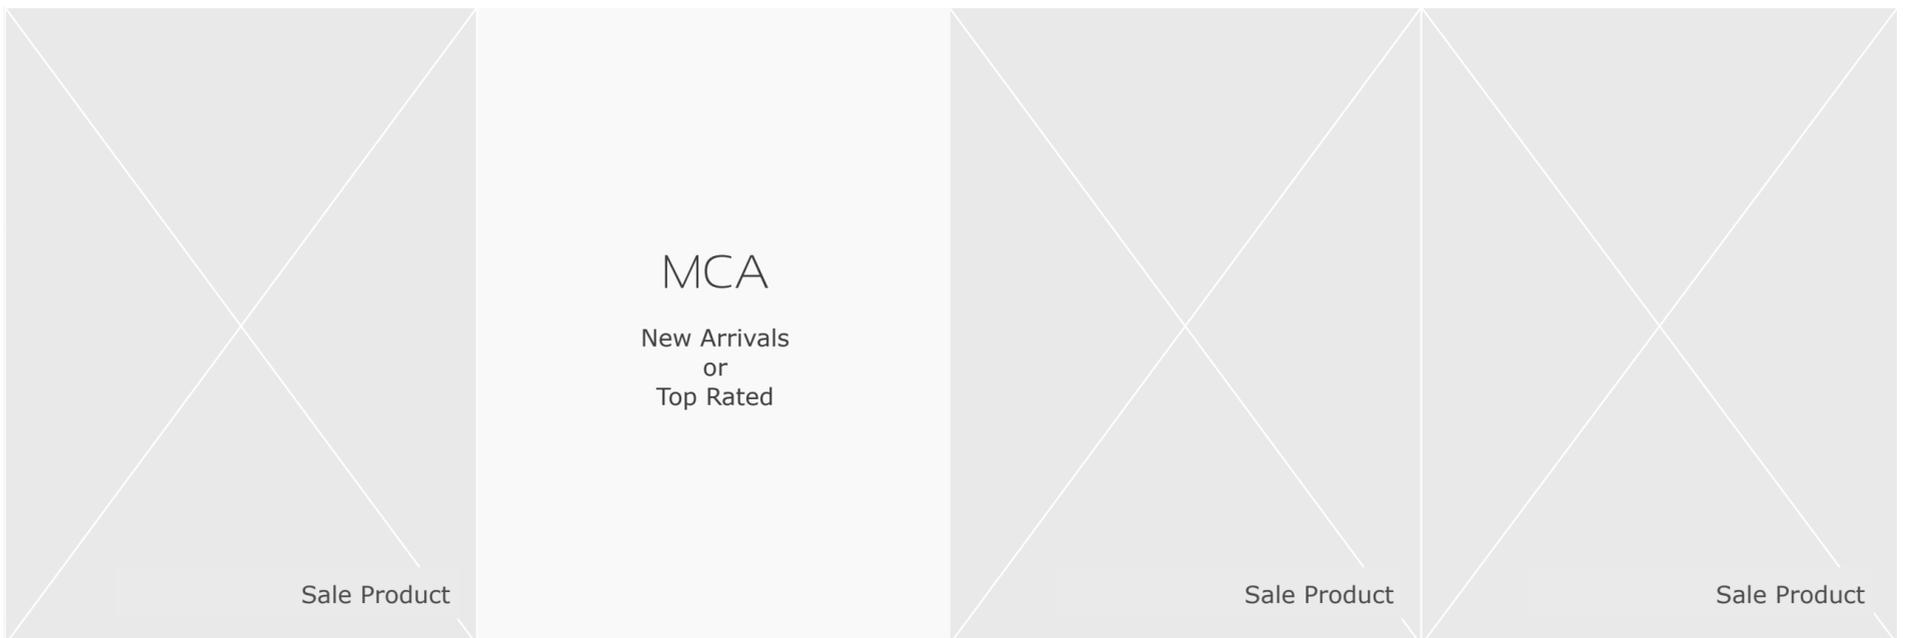 MCA
New Arrivals
or
Top Rated
Sale Product
Sale Product
Sale Product